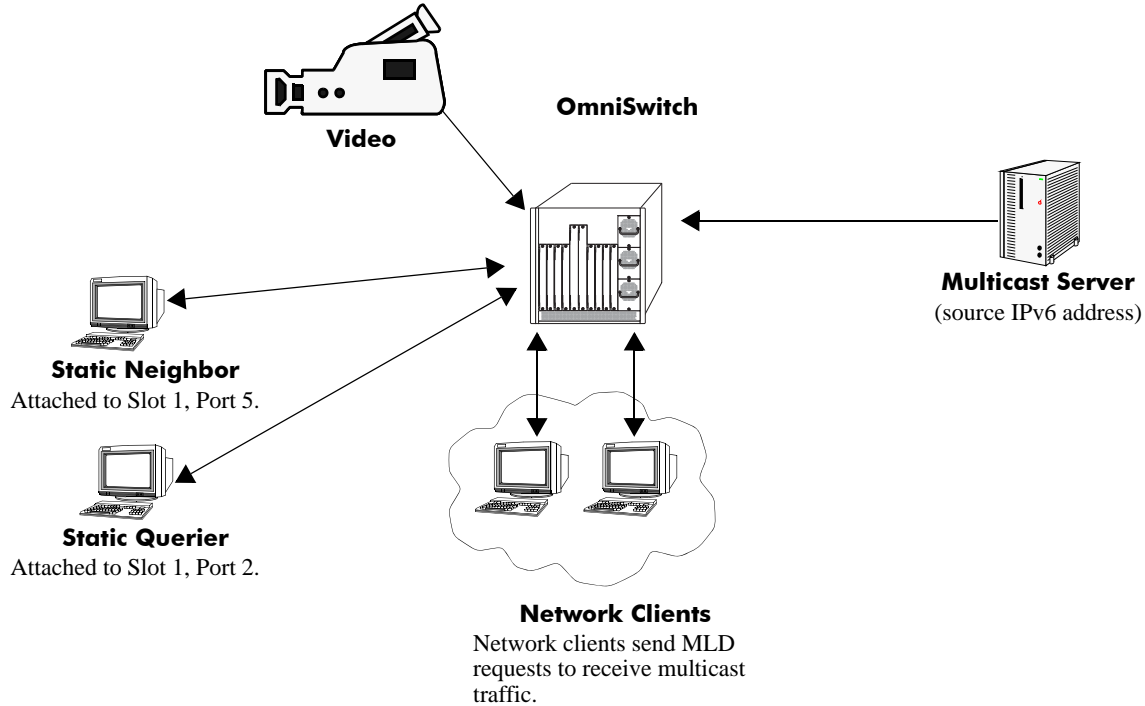 OmniSwitch
Video
Multicast Server
(source IPv6 address)
Static Neighbor
Attached to Slot 1, Port 5.
Static Querier
Attached to Slot 1, Port 2.
Network Clients
Network clients send MLD
requests to receive multicast
traffic.